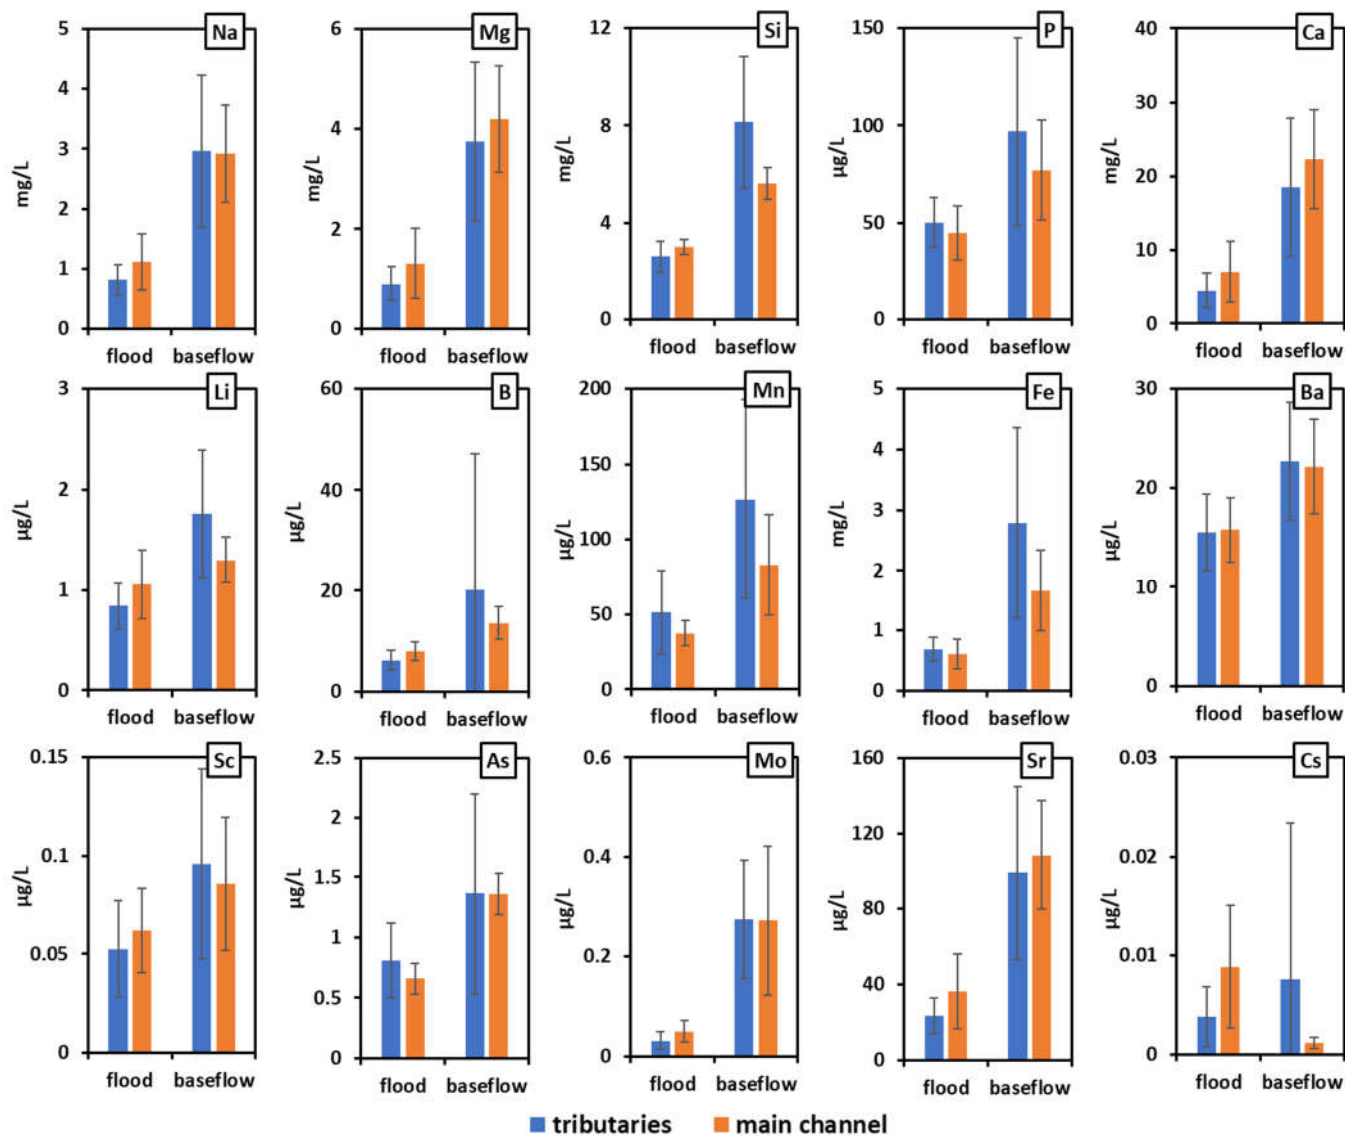 Na
5
4
3
2
1
0
mg/L
flood baseflow
Mg
6
4
2
0
mg/L
flood baseflow
Si
12
8
4
0
mg/L
flood baseflow
P
150
100
50
0
µg/L
flood baseflow
Ca
40
30
20
10
0
mg/L
flood baseflow
Li
3
2
1
0
µg/L
flood baseflow
B
60
40
20
0
µg/L
flood baseflow
Mn
200
150
100
50
0
µg/L
flood baseflow
Fe
5
4
3
2
1
0
mg/L
flood baseflow
Ba
30
20
10
0
µg/L
flood baseflow
Sc
0.15
0.1
0.05
0
µg/L
flood baseflow
As
2.5
2
1.5
1
0.5
0
µg/L
flood baseflow
Mo
0.6
0.4
0.2
0
µg/L
flood baseflow
Sr
160
120
80
40
0
µg/L
flood baseflow
Cs
0.03
0.02
0.01
0
µg/L
flood baseflow
tributaries main channel